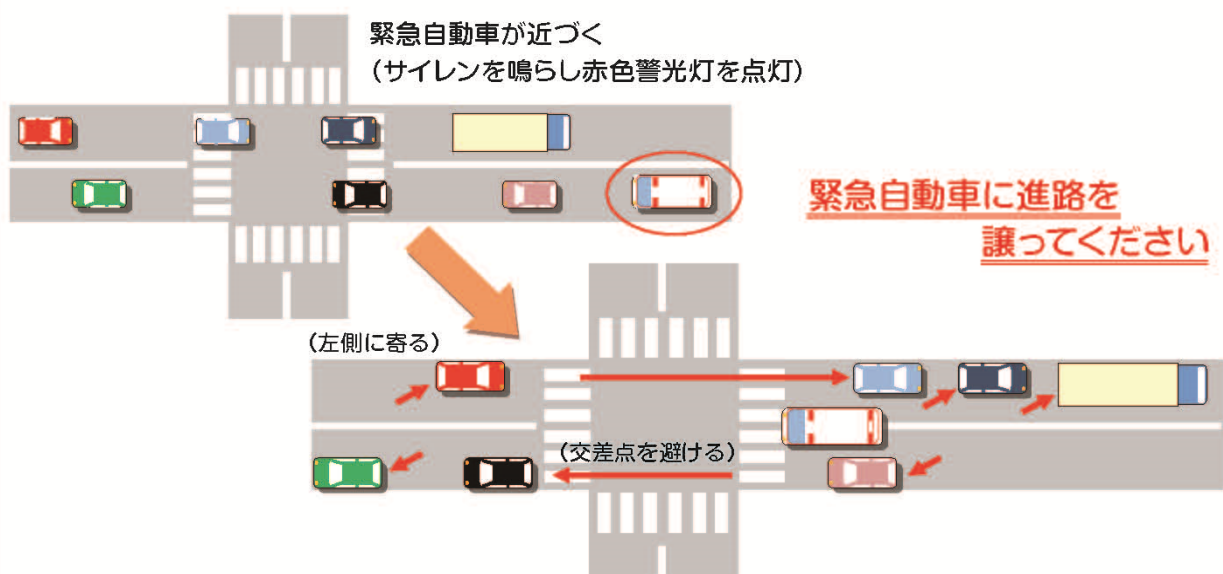 緊急自動車が近づく
（サイレンを鳴らし赤色警光灯を点灯）
緊急自動車に進路を
譲ってください
（左側に寄る）
（交差点を避ける）